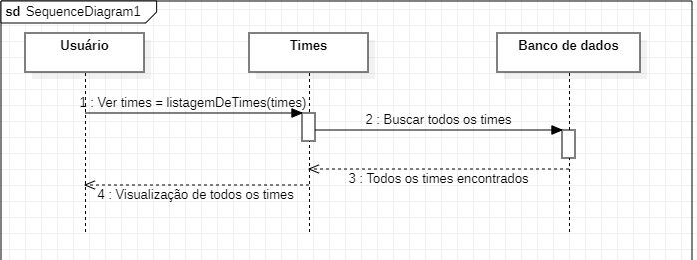 sd SequenceDiagram1
Usuário
Times
Banco de dados
1 : Ver times = listagemDeTimes(times)
2 : Buscar todos os times
3 : Todos os times encontrados
4 : Visualização de todos os times